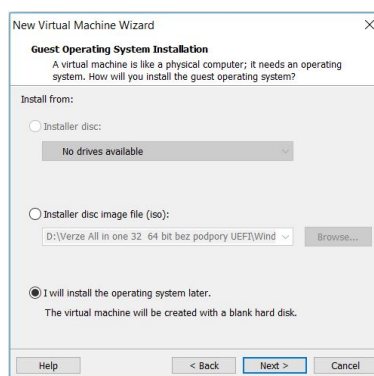 New Virtual Machine Wizard
Guest Operating System Installation
A virtual machine is like a physical computer; it needs an operating
system. How will you install the guest operating system?
Install from:
Installer disc:
No drives available
Installer disc image file (iso):
D:\Verze All in one 32 64 bit bez podpory UEFI\Wind
Browse...
I will install the operating system later.
The virtual machine will be created with a blank hard disk.
Help
< Back
Next >
Cancel